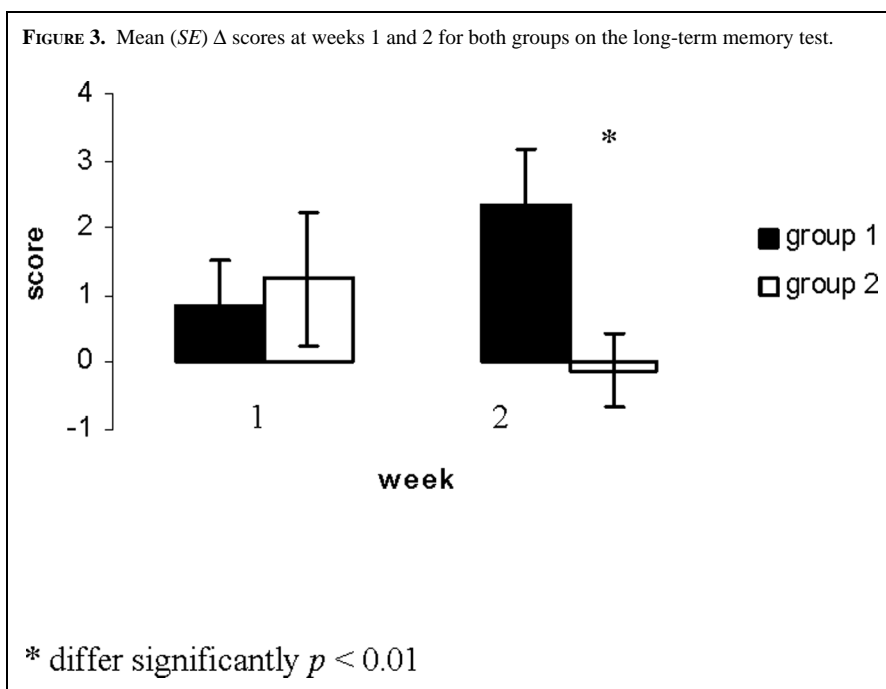 FIGURE 3. Mean (SE) Δ scores at weeks 1 and 2 for both groups on the long-term memory test.
4
3
2
1
0
-1
score
*
1
2
week
group 1
group 2
* differ significantly p < 0.01